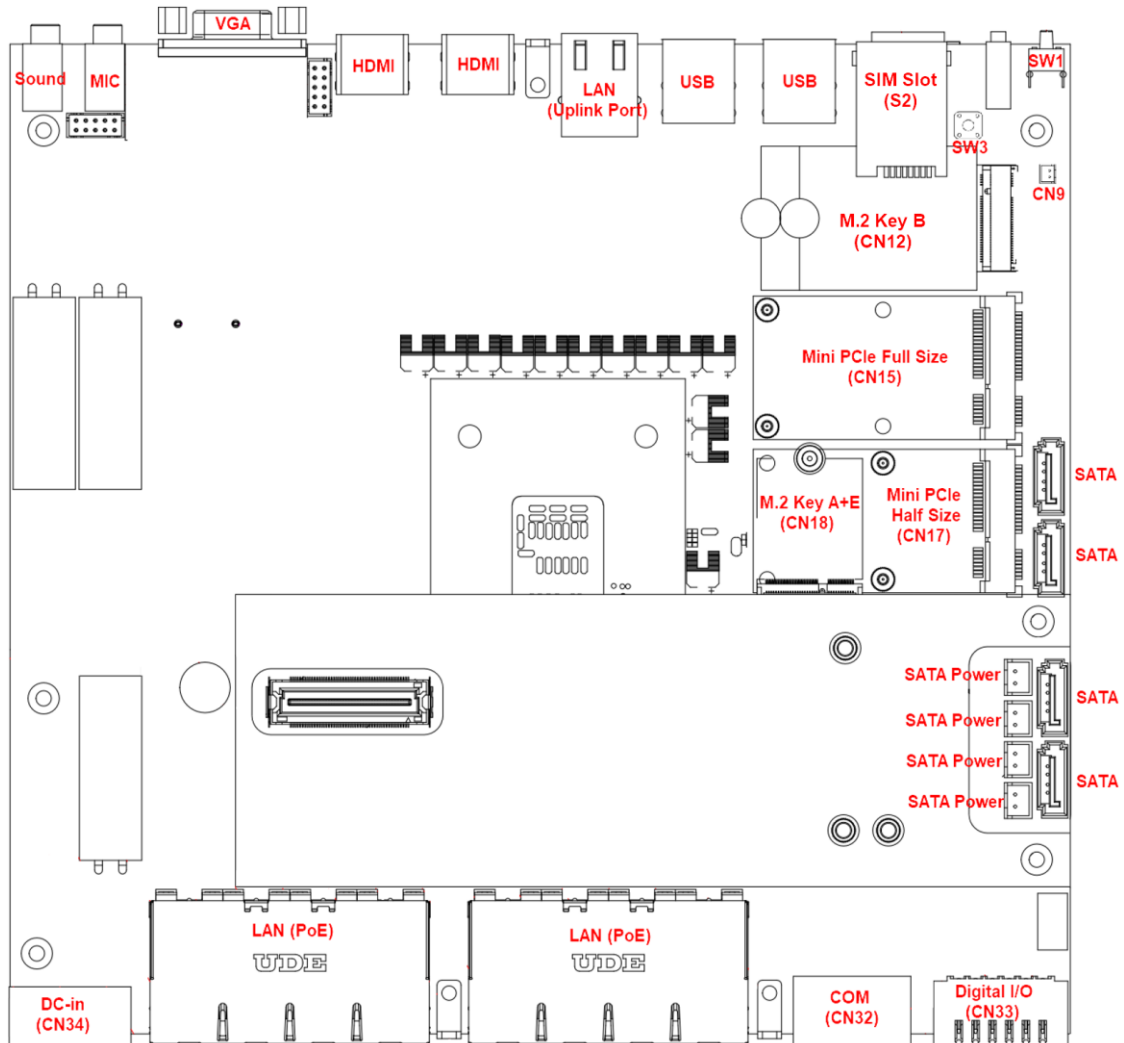 VGA
Sound
MIC
HDMI
HDMI
LAN
(Uplink Port)
USB
USB
SIM Slot
(S2)
SW1
SW3
CN9
M.2 Key B
(CN12)
Mini PCIe Full Size
(CN15)
M.2 Key A+E
(CN18)
Mini PCIe
Half Size
(CN17)
SATA
SATA
SATA Power
SATA
SATA Power
SATA Power
SATA
SATA Power
LAN (PoE)
UDE
LAN (PoE)
UDE
DC-in
(CN34)
COM
(CN32)
Digital I/O
(CN33)